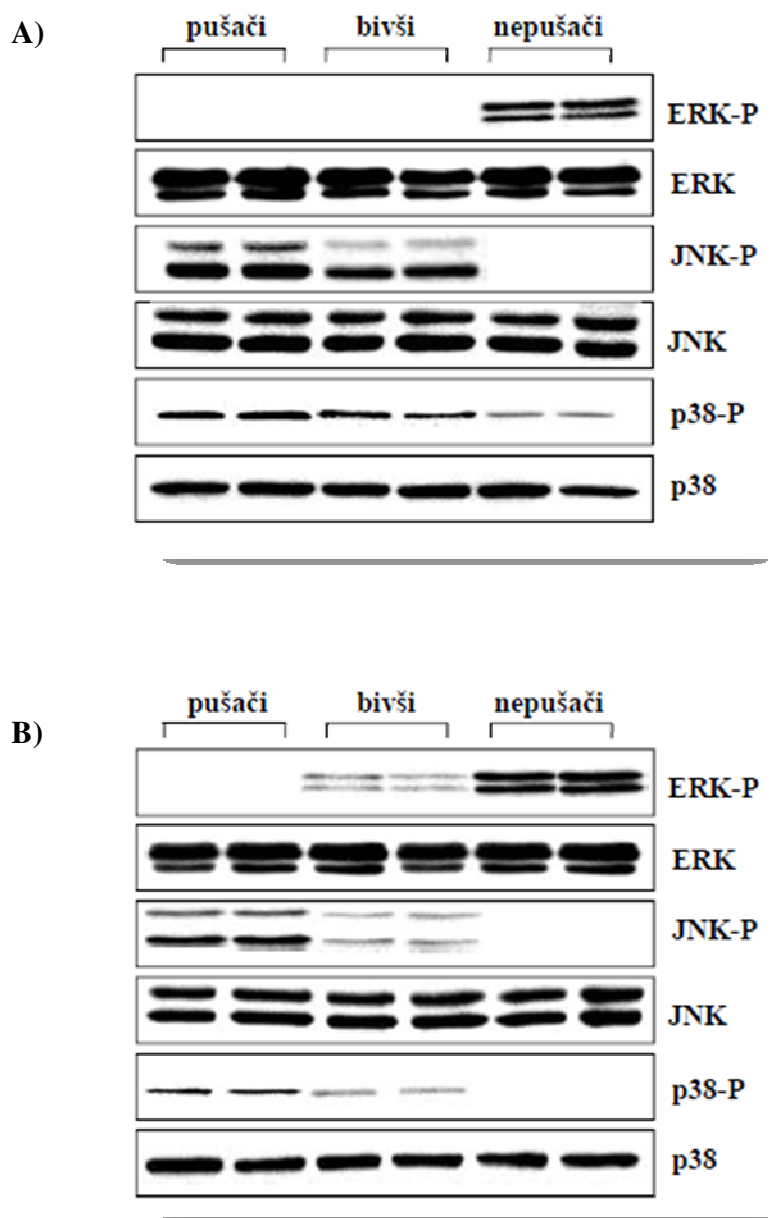 A)
pušači bivši nepušači
ERK-P
ERK
JNK-P
JNK
p38-P
p38
B)
pušači bivši nepušači
ERK-P
ERK
JNK-P
JNK
p38-P
p38